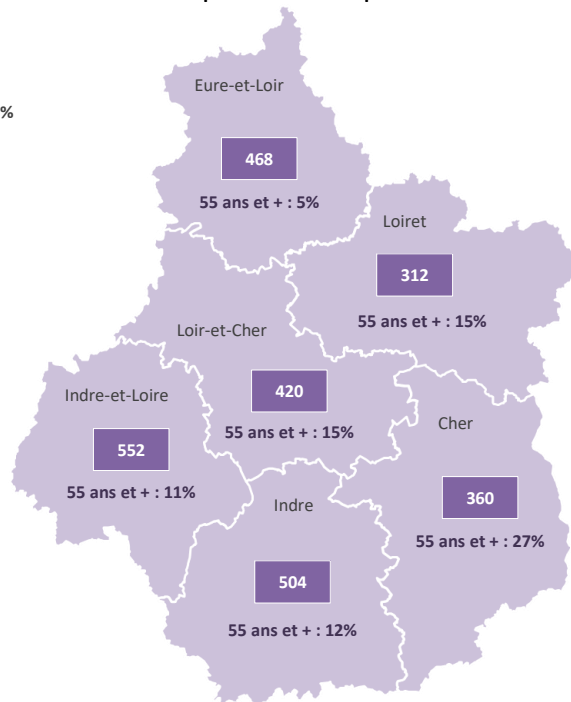 Eure-et-Loir
%
468
55 ans et + : 5%
Loiret
312
55 ans et + : 15%
Loir-et-Cher
420
55 ans et + : 15%
Indre-et-Loire
552
55 ans et + : 11%
Cher
360
55 ans et + : 27%
Indre
504
55 ans et + : 12%